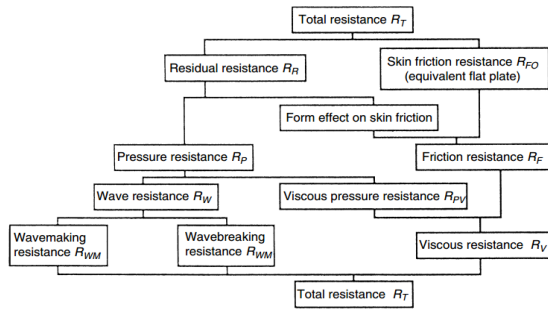 Total resistance R_T
Residual resistance R_R
Skin friction resistance R_FO
(equivalent flat plate)
Form effect on skin friction
Pressure resistance R_P
Friction resistance R_F
Wave resistance R_W
Viscous pressure resistance R_PV
Wavemaking
resistance R_WM
Wavebreaking
resistance R_WM
Viscous resistance R_V
Total resistance R_T